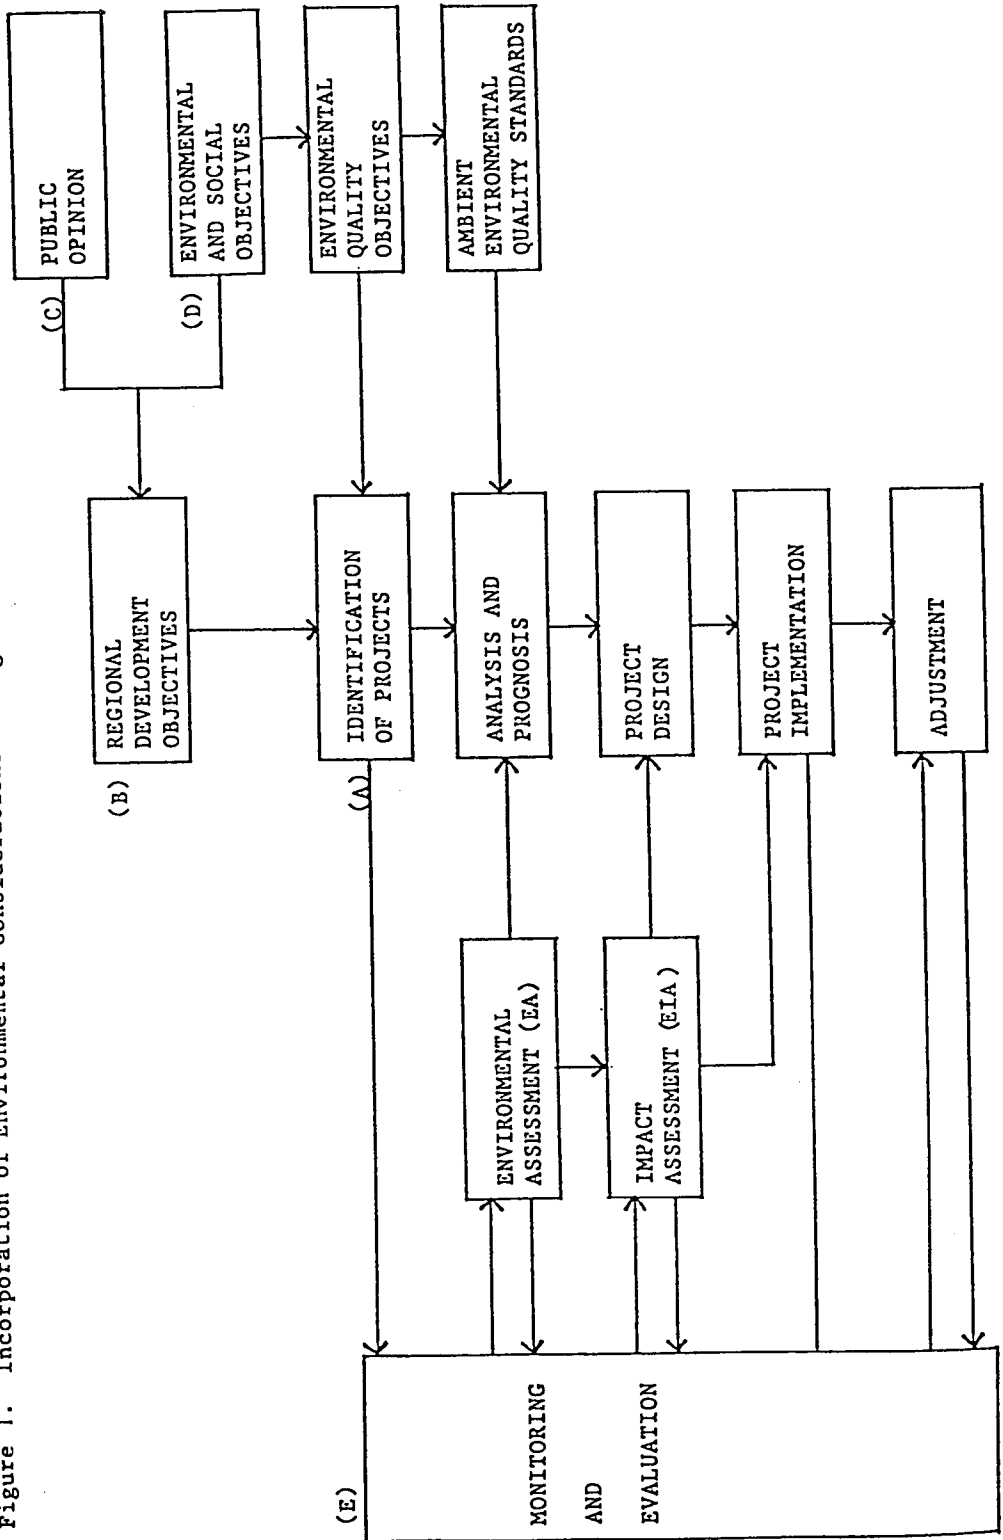 Figure 1. Incorporation of Environmental Considerations
(C)
PUBLIC
OPINION
(B)
REGIONAL
DEVELOPMENT
OBJECTIVES
(D)
ENVIRONMENTAL
AND SOCIAL
OBJECTIVES
(E)
(A)
IDENTIFICATION
OF PROJECTS
ENVIRONMENTAL
QUALITY
OBJECTIVES
ENVIRONMENTAL
ASSESSMENT (EA)
ANALYSIS AND
PROGNOSIS
AMBIENT
ENVIRONMENTAL
QUALITY STANDARDS
MONITORING
AND
EVALUATION
IMPACT
ASSESSMENT (EIA)
PROJECT
DESIGN
PROJECT
IMPLEMENTATION
ADJUSTMENT